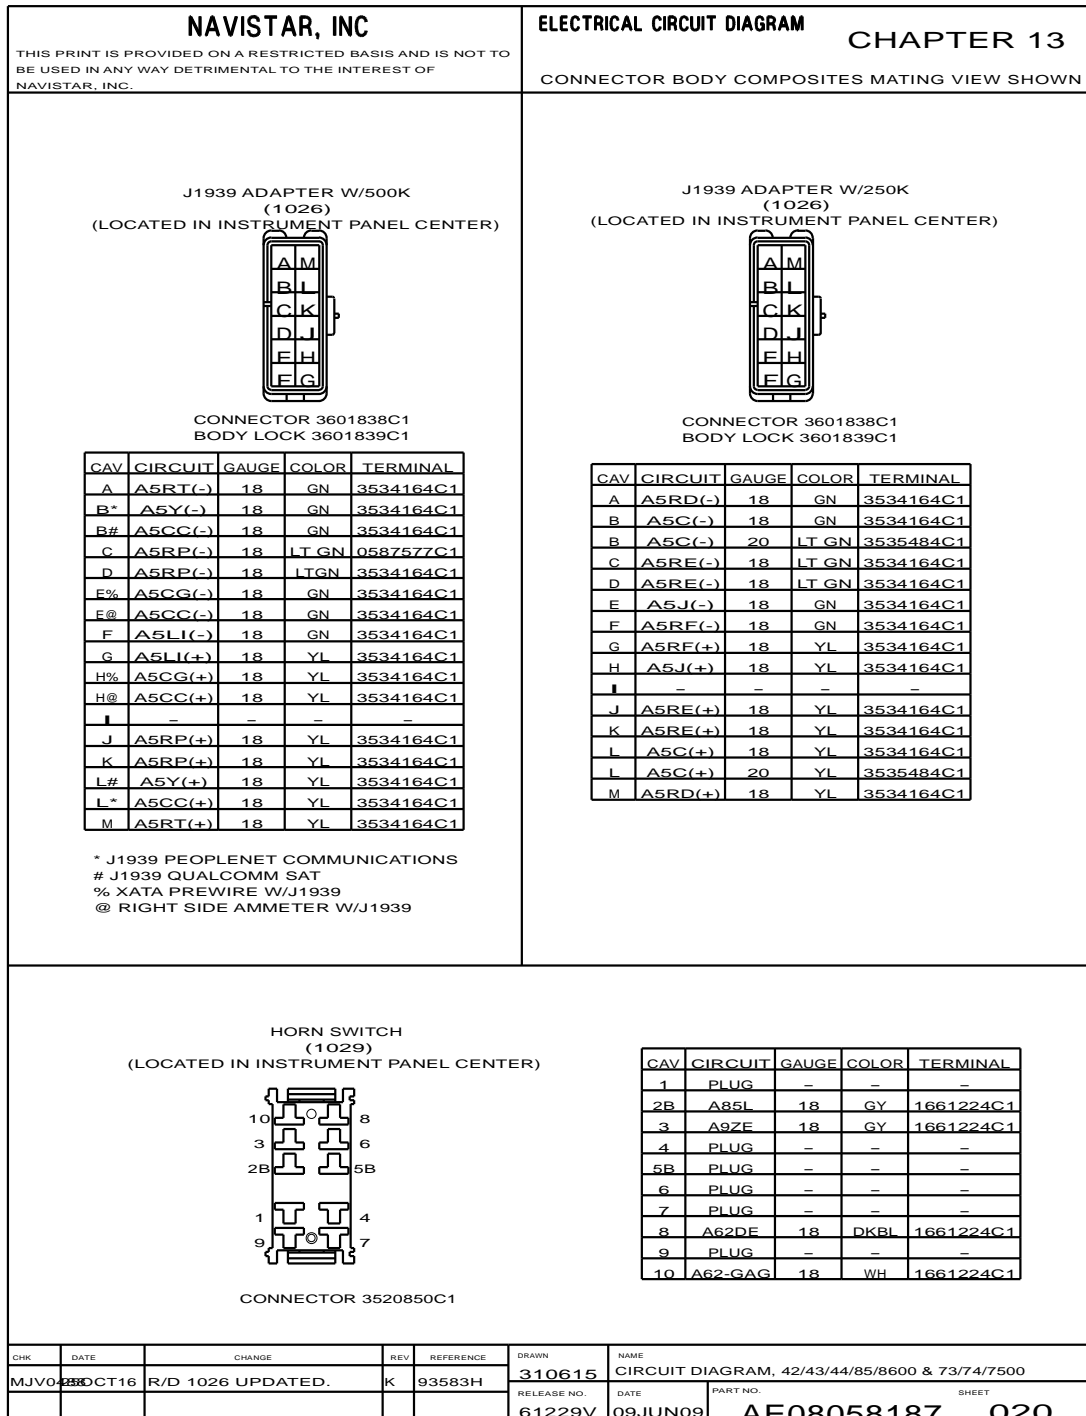 NAVISTAR, INC
THIS PRINT IS PROVIDED ON A RESTRICTED BASIS AND IS NOT TO
BE USED IN ANY WAY DETRIMENTAL TO THE INTEREST OF
NAVISTAR, INC.
ELECTRICAL CIRCUIT DIAGRAM
CHAPTER 13
CONNECTOR BODY COMPOSITES MATING VIEW SHOWN
J1939 ADAPTER W/500K
(1026)
(LOCATED IN INSTRUMENT PANEL CENTER)
A M
B L
C K
D J
E H
F G
CONNECTOR 3601838C1
BODY LOCK 3601839C1
CAV CIRCUIT GAUGE COLOR TERMINAL
A A5RT(-) 18 GN 3534164C1
B* A5Y(-) 18 GN 3534164C1
B# A5CC(-) 18 GN 3534164C1
C A5RP(-) 18 LT GN 0587577C1
D A5RP(-) 18 LTGN 3534164C1
E% A5CG(-) 18 GN 3534164C1
E@ A5CC(-) 18 GN 3534164C1
F A5LI(-) 18 GN 3534164C1
G A5LI(+) 18 YL 3534164C1
H% A5CG(+) 18 YL 3534164C1
H@ A5CC(+) 18 YL 3534164C1
I – – – –
J A5RP(+) 18 YL 3534164C1
K A5RP(+) 18 YL 3534164C1
L# A5Y(+) 18 YL 3534164C1
L* A5CC(+) 18 YL 3534164C1
M A5RT(+) 18 YL 3534164C1
* J1939 PEOPLENET COMMUNICATIONS
# J1939 QUALCOMM SAT
% XATA PREWIRE W/J1939
@ RIGHT SIDE AMMETER W/J1939
J1939 ADAPTER W/250K
(1026)
(LOCATED IN INSTRUMENT PANEL CENTER)
A M
B L
C K
D J
E H
F G
CONNECTOR 3601838C1
BODY LOCK 3601839C1
CAV CIRCUIT GAUGE COLOR TERMINAL
A A5RD(-) 18 GN 3534164C1
B A5C(-) 18 GN 3534164C1
B A5C(-) 20 LT GN 3535484C1
C A5RE(-) 18 LT GN 3534164C1
D A5RE(-) 18 LT GN 3534164C1
E A5J(-) 18 GN 3534164C1
F A5RF(-) 18 GN 3534164C1
G A5RF(+) 18 YL 3534164C1
H A5J(+) 18 YL 3534164C1
I – – – –
J A5RE(+) 18 YL 3534164C1
K A5RE(+) 18 YL 3534164C1
L A5C(+) 18 YL 3534164C1
L A5C(+) 20 YL 3535484C1
M A5RD(+) 18 YL 3534164C1
HORN SWITCH
(1029)
(LOCATED IN INSTRUMENT PANEL CENTER)
10 8
3 6
2B 5B
1 4
9 7
CONNECTOR 3520850C1
CAV CIRCUIT GAUGE COLOR TERMINAL
1 PLUG – – –
2B A85L 18 GY 1661224C1
3 A9ZE 18 GY 1661224C1
4 PLUG – – –
5B PLUG – – –
6 PLUG – – –
7 PLUG – – –
8 A62DE 18 DKBL 1661224C1
9 PLUG – – –
10 A62-GAG 18 WH 1661224C1
CHK DATE CHANGE REV REFERENCE
R/D 1026 UPDATED. K 93583H
DRAWN
310615
NAME
CIRCUIT DIAGRAM, 42/43/44/85/8600 & 73/74/7500
RELEASE NO.
61229V
DATE
09JUN09
PART NO.
AE08058187
SHEET
020